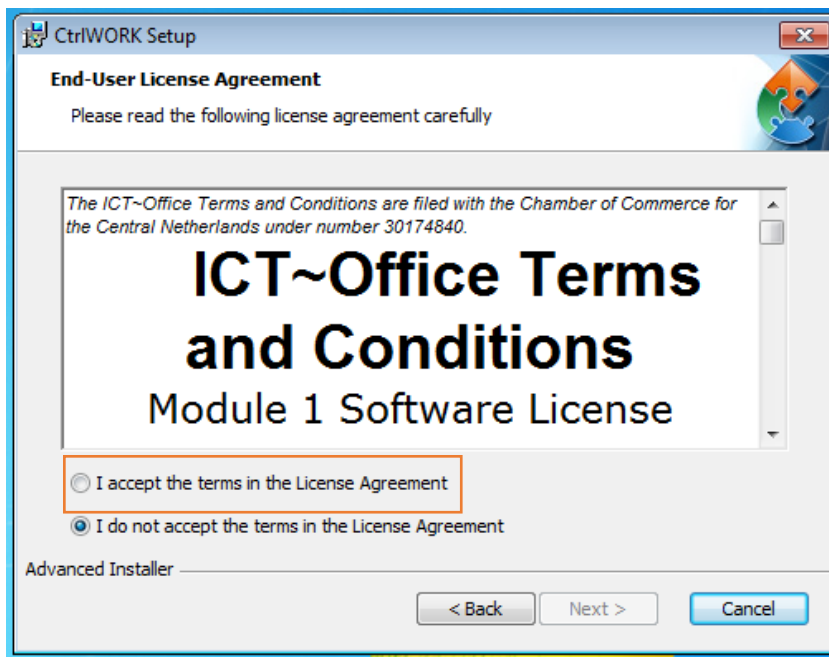 CtrlWORK Setup
End-User License Agreement
Please read the following license agreement carefully
The ICT~Office Terms and Conditions are filed with the Chamber of Commerce for
the Central Netherlands under number 30174840.
ICT~Office Terms
and Conditions
Module 1 Software License
I accept the terms in the License Agreement
I do not accept the terms in the License Agreement
Advanced Installer
< Back
Next >
Cancel